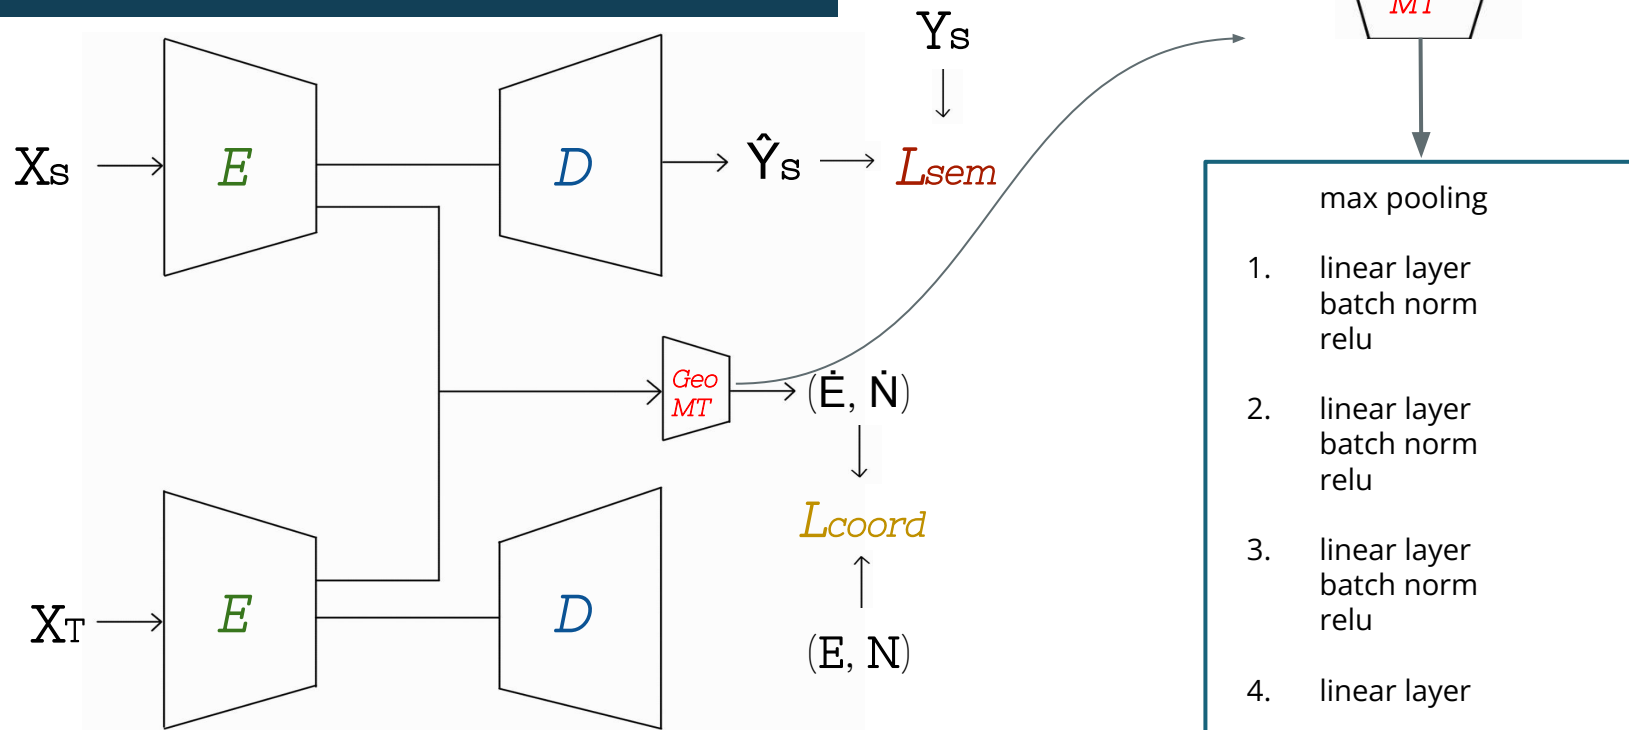 Ys
MT
Xs
E
D
Ŷs
Lsem
Geo
MT
(Ė, Ṅ)
Lcoord
XT
E
D
(E, N)
max pooling
1. linear layer
batch norm
relu
2. linear layer
batch norm
relu
3. linear layer
batch norm
relu
4. linear layer